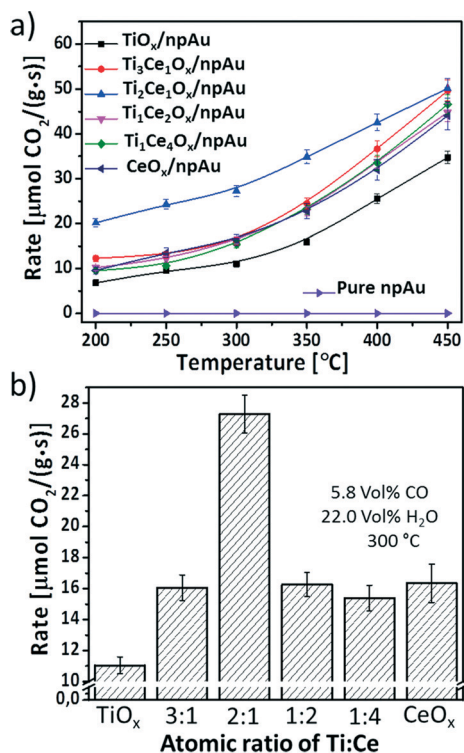 a)
60
50
40
30
20
10
0
Rate [μmol CO₂/(g·s)]
TiOₓ/npAu
Ti₃Ce₁Oₓ/npAu
Ti₂Ce₁Oₓ/npAu
Ti₁Ce₂Oₓ/npAu
Ti₁Ce₄Oₓ/npAu
CeOₓ/npAu
Pure npAu
200 250 300 350 400 450
Temperature [°C]
b)
28
26
24
22
20
18
16
14
12
10
0,0
Rate [μmol CO₂/(g·s)]
5.8 Vol% CO
22.0 Vol% H₂O
300 °C
TiOₓ 3:1 2:1 1:2 1:4 CeOₓ
Atomic ratio of Ti:Ce